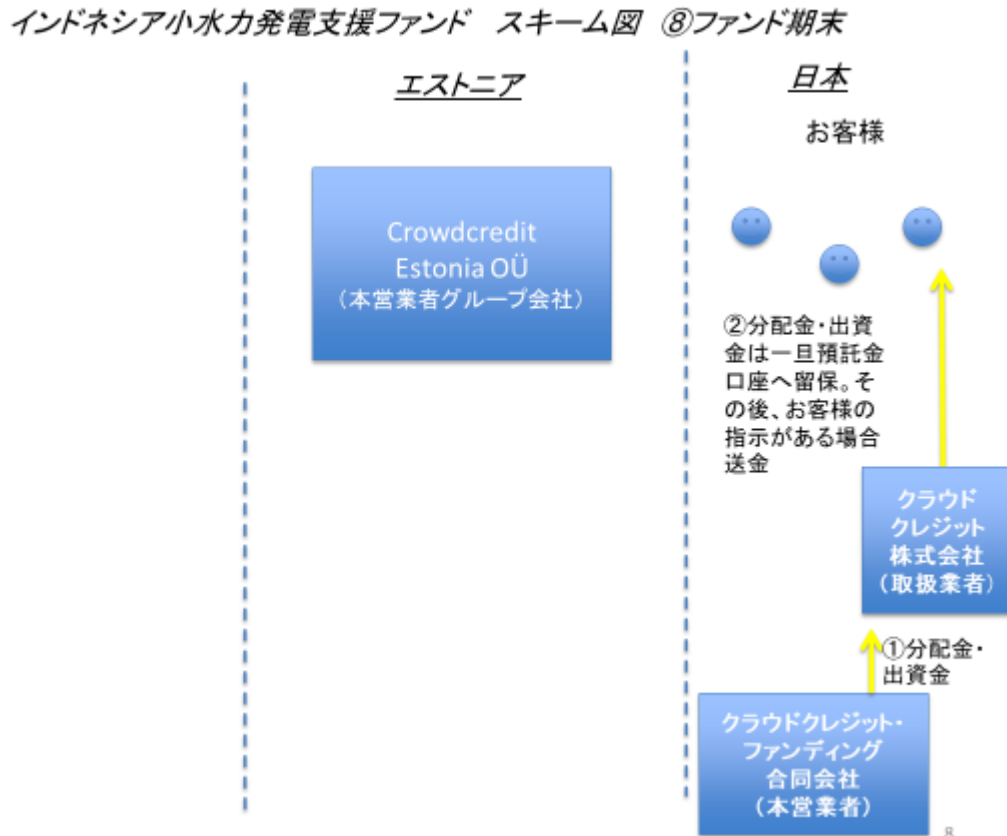 インドネシア小水力発電支援ファンド　スキーム図　⑧ファンド期末
エストニア
日本
お客様
Crowdcredit
Estonia OÜ
（本営業者グループ会社）
②分配金・出資
金は一旦預託金
口座へ留保。そ
の後、お客様の
指示がある場合
送金
クラウド
クレジット
株式会社
（取扱業者）
①分配金・
出資金
クラウドクレジット・
ファンディング
合同会社
（本営業者）